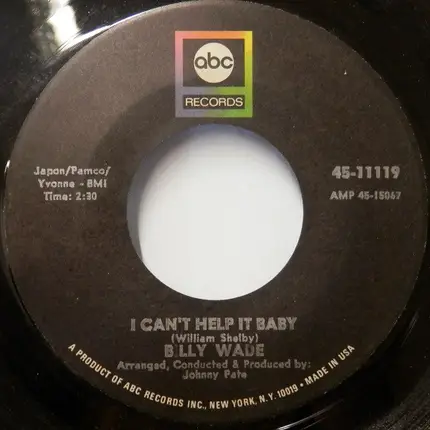 abc
RECORDS
Japon/Pamco/
Yvonne - BMI
Time: 2:30
45-11119
AMP 45-15067
I CAN'T HELP IT BABY
(William Shelby)
BILLY WADE
Arranged, Conducted & Produced by:
Johnny Pate
A PRODUCT OF ABC RECORDS INC., NEW YORK, N.Y. 10019 • MADE IN USA